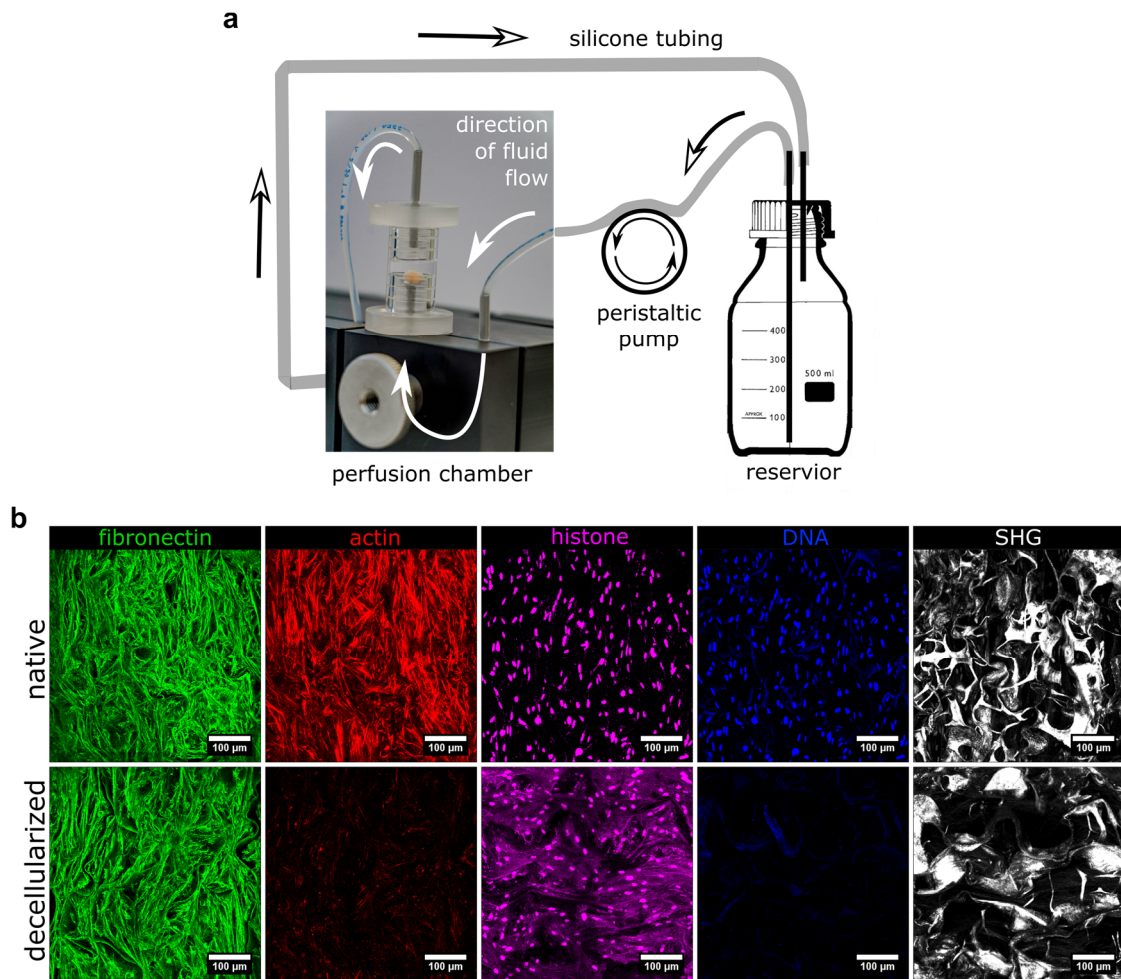 a
silicone tubing
direction
of fluid
flow
peristaltic
pump
400
300
500 ml
200
APPROX 100
perfusion chamber
reservior
b
fibronectin actin histone DNA SHG
native
100 µm 100 µm 100 µm 100 µm 100 µm
decellularized
100 µm 100 µm 100 µm 100 µm 100 µm